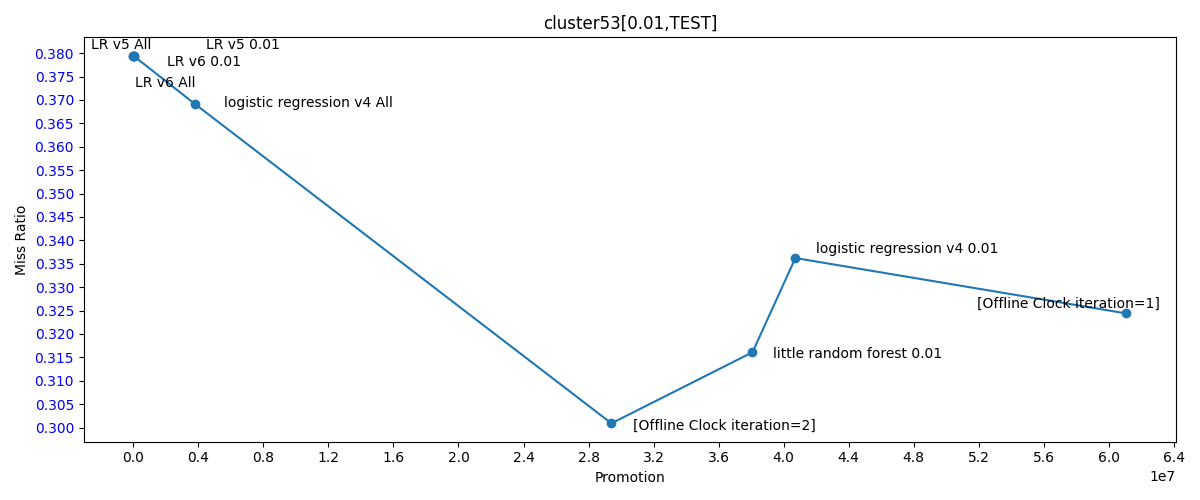 cluster53[0.01,TEST]
0.380
0.375
0.370
0.365
0.360
0.355
0.350
0.345
0.340
0.335
0.330
0.325
0.320
0.315
0.310
0.305
0.300
Miss Ratio
LR v5 All
LR v5 0.01
LR v6 0.01
LR v6 All
logistic regression v4 All
logistic regression v4 0.01
[Offline Clock iteration=1]
little random forest 0.01
[Offline Clock iteration=2]
0.0 0.4 0.8 1.2 1.6 2.0 2.4 2.8 3.2 3.6 4.0 4.4 4.8 5.2 5.6 6.0 6.4
1e7
Promotion